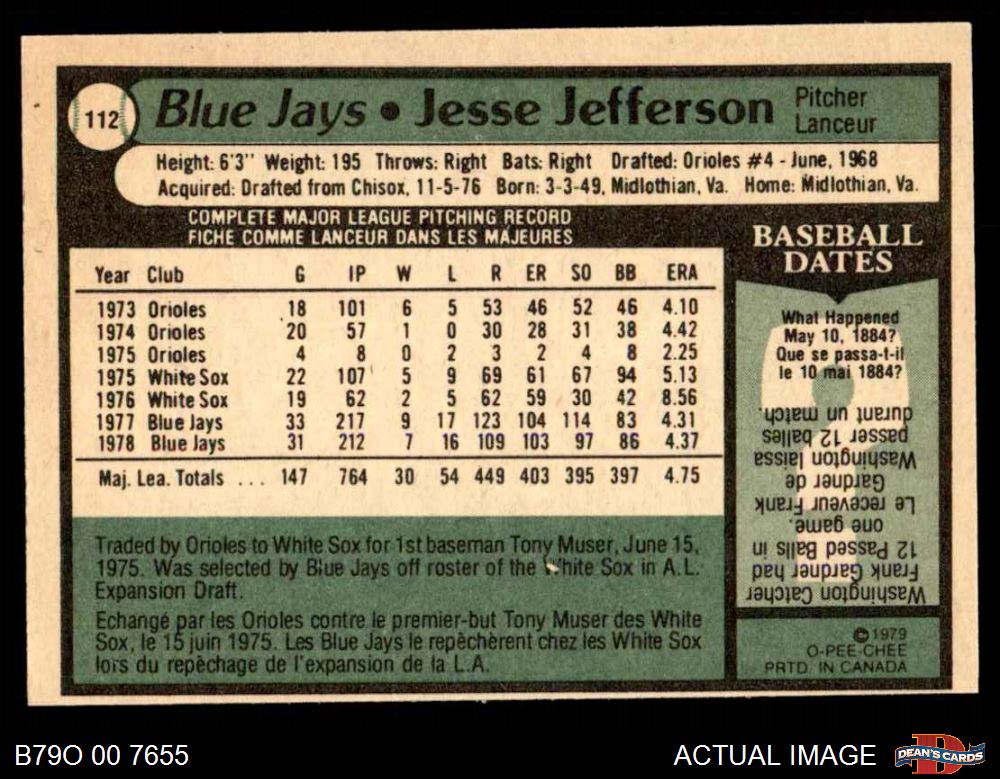 112
Blue Jays • Jesse Jefferson
Pitcher
Lanceur
Height: 6'3" Weight: 195 Throws: Right Bats: Right Drafted: Orioles #4 - June, 1968
Acquired: Drafted from Chisox, 11-5-76 Born: 3-3-49, Midlothian, Va. Home: Midlothian, Va.
COMPLETE MAJOR LEAGUE PITCHING RECORD
FICHE COMME LANCEUR DANS LES MAJEURES
Year Club G IP W L R ER SO BB ERA
1973 Orioles 18 101 6 5 53 46 52 46 4.10
1974 Orioles 20 57 1 0 30 28 31 38 4.42
1975 Orioles 4 8 0 2 3 2 4 8 2.25
1975 White Sox 22 107 5 9 69 61 67 94 5.13
1976 White Sox 19 62 2 5 62 59 30 42 8.56
1977 Blue Jays 33 217 9 17 123 104 114 83 4.31
1978 Blue Jays 31 212 7 16 109 103 97 86 4.37
Maj. Lea. Totals ... 147 764 30 54 449 403 395 397 4.75
Traded by Orioles to White Sox for 1st baseman Tony Muser, June 15,
1975. Was selected by Blue Jays off roster of the White Sox in A.L.
Expansion Draft.
Echangé par les Orioles contre le premier-but Tony Muser des White
Sox, le 15 juin 1975. Les Blue Jays le repêchèrent chez les White Sox
lors du repêchage de l'expansion de la L.A.
BASEBALL
DATES
What Happened
May 10, 1884?
Que se passa-t-il
le 10 mai 1884?
Washington Catcher
Frank Gardner had
12 Passed Balls in
one game.
Le receveur Frank
Gardner de
Washington laissa
passer 12 balles
durant un match.
©1979
O-PEE-CHEE
PRTD. IN CANADA
B79O 00 7655
ACTUAL IMAGE
DEAN'S CARDS